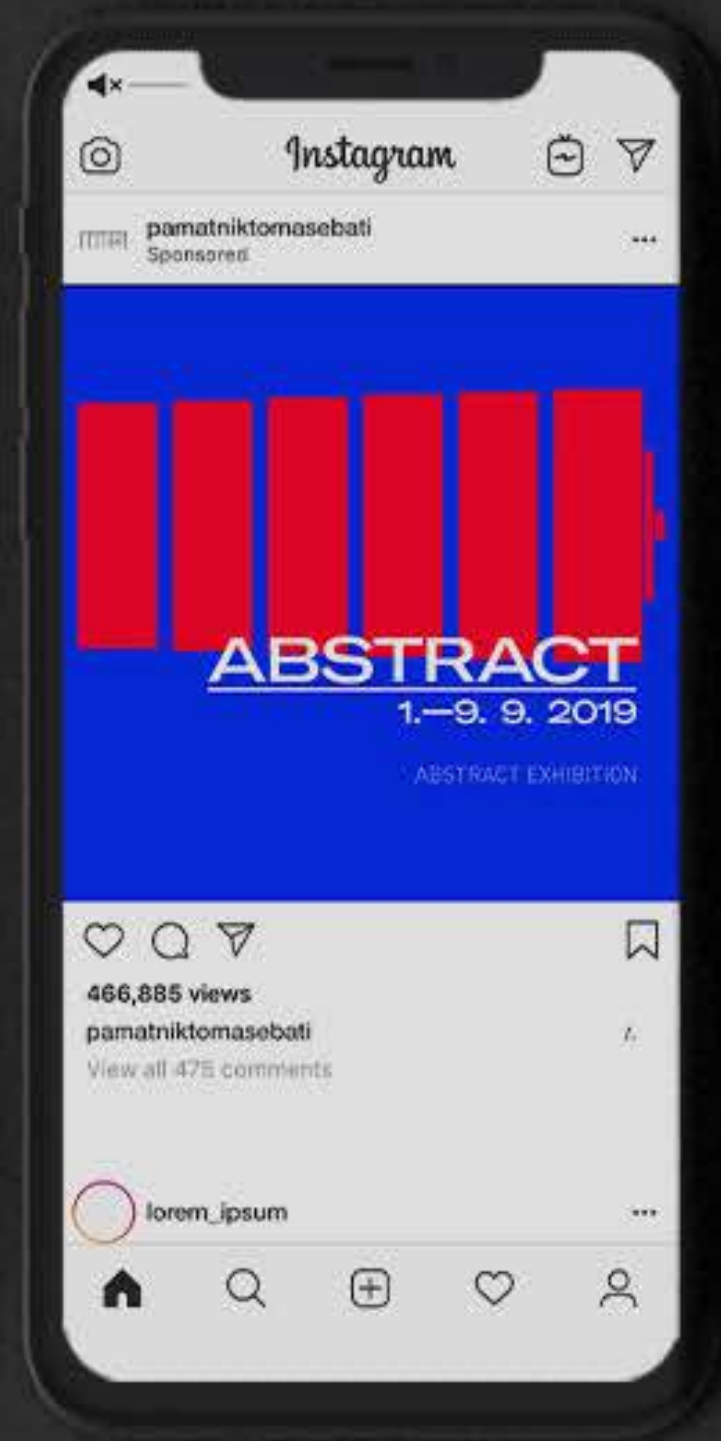 Instagram
pamatniktomasebati
Sponsored
ABSTRACT
1.—9. 9. 2019
ABSTRACT EXHIBITION
466,885 views
pamatniktomasebati
View all 475 comments
lorem_ipsum